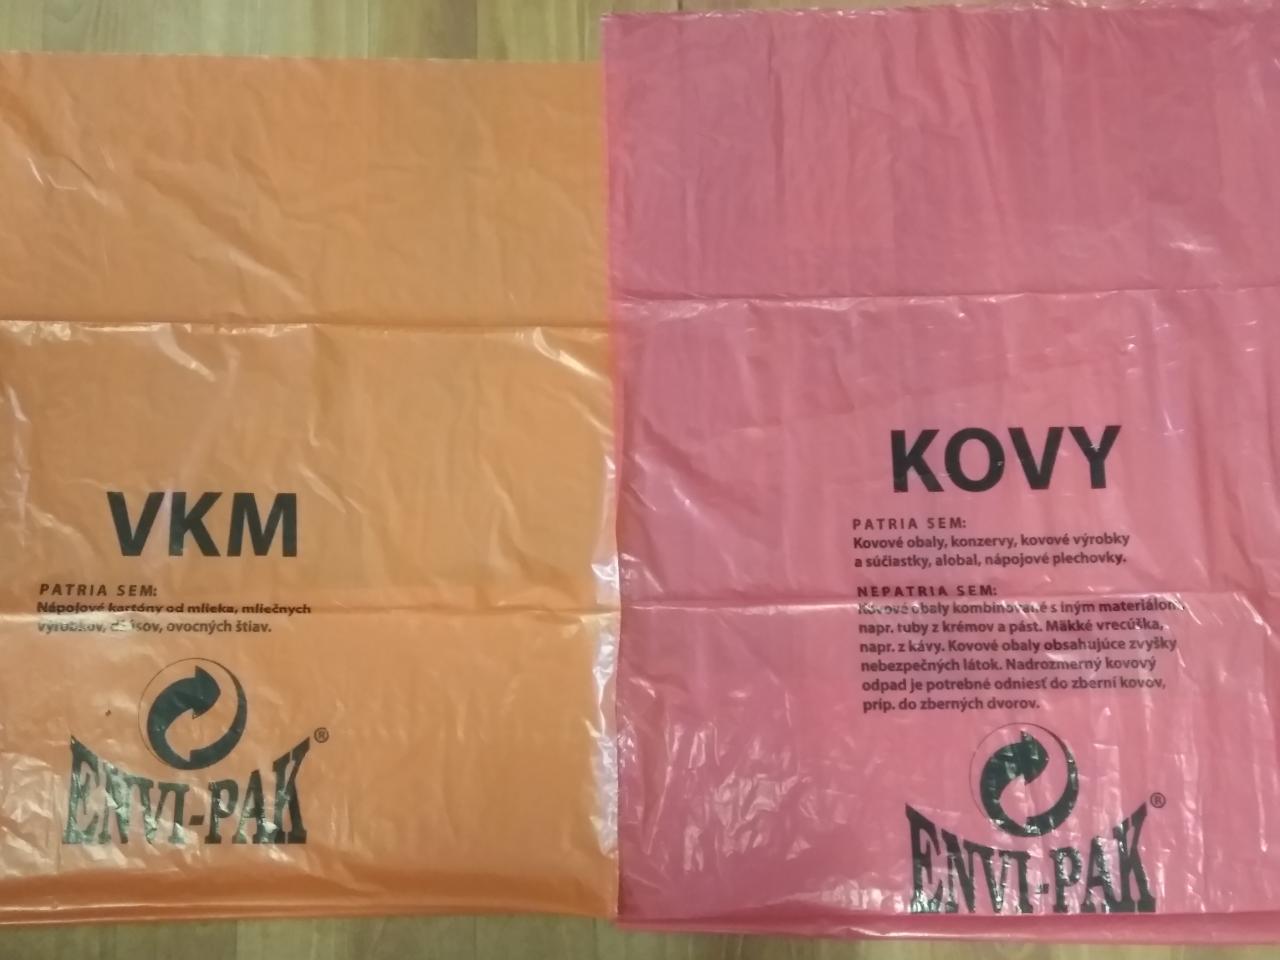 VKM
PATRIA SEM:
Nápojové kartóny od mlieka, mliečnych
výrobkov, džúsov, ovocných štiav.
ENVI-PAK®
KOVY
PATRIA SEM:
Kovové obaly, konzervy, kovové výrobky
a súčiastky, alobal, nápojové plechovky.
NEPATRIA SEM:
Kovové obaly kombinované s iným materiálom,
napr. tuby z krémov a pást. Mäkké vrecúška,
napr. z kávy. Kovové obaly obsahujúce zvyšky
nebezpečných látok. Nadrozmerný kovový
odpad je potrebné odniesť do zberní kovov,
príp. do zberných dvorov.
ENVI-PAK®